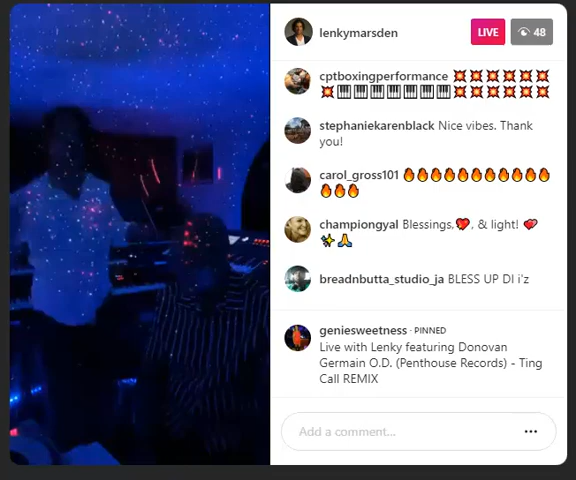 lenkymarsden
LIVE
48
cptboxingperformance 💥💥💥💥💥💥
💥🎹🎹🎹🎹🎹🎹🎹💥💥💥💥💥💥
stephaniekarenblack Nice vibes. Thank
you!
carol_gross101 🔥🔥🔥🔥🔥🔥🔥🔥🔥🔥🔥
🔥🔥🔥
championgyal Blessings,❤️, & light! 💞
✨🙏
breadnbutta_studio_ja BLESS UP DI i'z
geniesweetness · PINNED
Live with Lenky featuring Donovan
Germain O.D. (Penthouse Records) - Ting
Call REMIX
Add a comment...